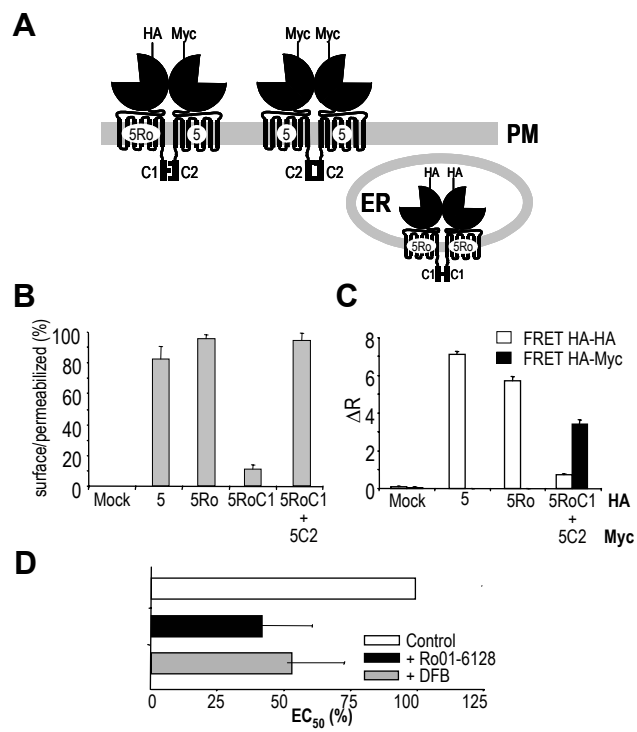 A
HA Myc Myc Myc
5Ro 5 5 5 PM
C1 C2 C2 C2
HA HA
ER
5Ro 5Ro
C1 C1
B
surface/permeabilized (%)
100
80
60
40
20
0
Mock 5 5Ro 5RoC1 5RoC1
+
5C2
C
FRET HA-HA
FRET HA-Myc
ΔR
8
6
4
2
0
Mock 5 5Ro 5RoC1 HA
+
5C2 Myc
D
Control
+ Ro01-6128
+ DFB
0 25 50 75 100 125
EC50 (%)